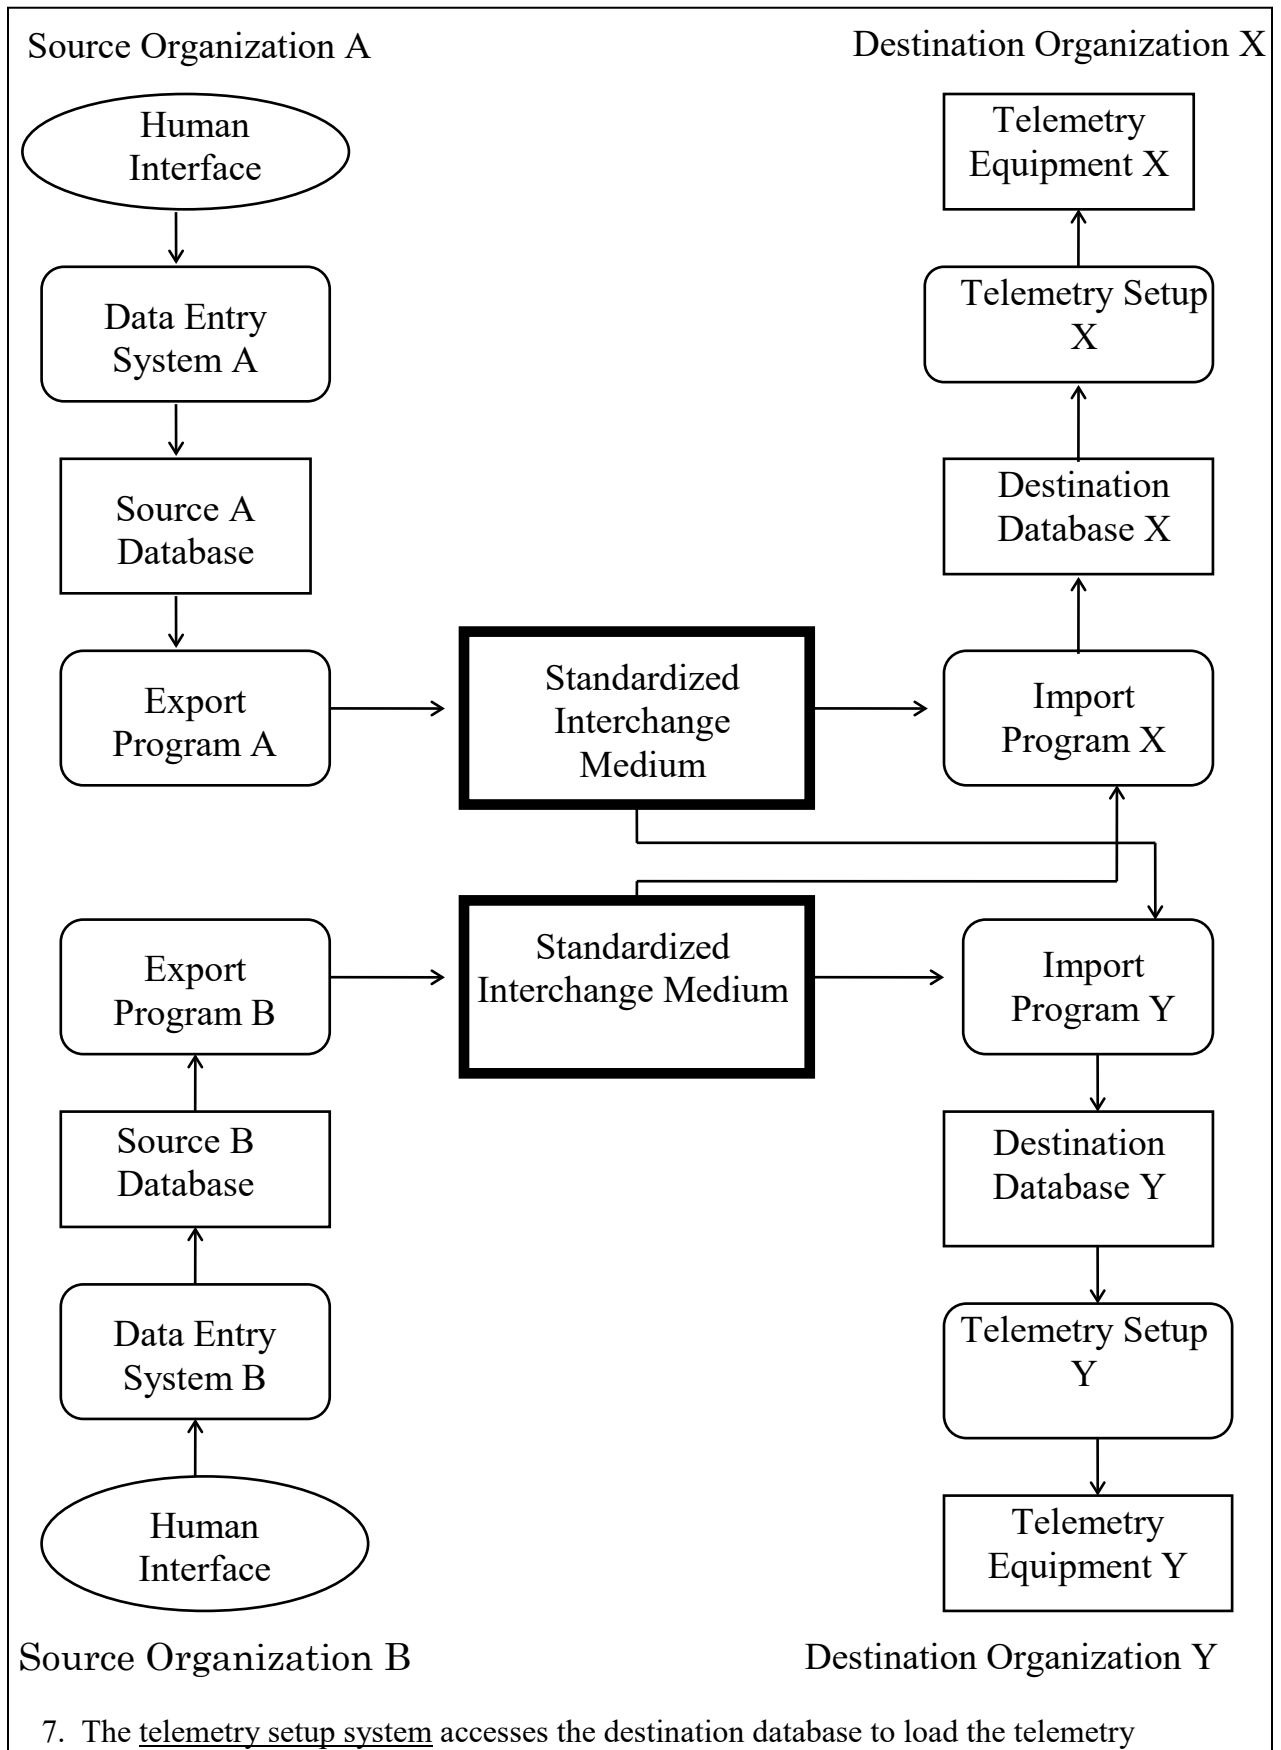 Source Organization A
Destination Organization X
Human
Interface
Telemetry
Equipment X
Data Entry
System A
Telemetry Setup
X
Source A
Database
Destination
Database X
Export
Program A
Standardized
Interchange
Medium
Import
Program X
Export
Program B
Standardized
Interchange Medium
Import
Program Y
Source B
Database
Destination
Database Y
Data Entry
System B
Telemetry Setup
Y
Human
Interface
Telemetry
Equipment Y
Source Organization B
Destination Organization Y
7. The telemetry setup system accesses the destination database to load the telemetry